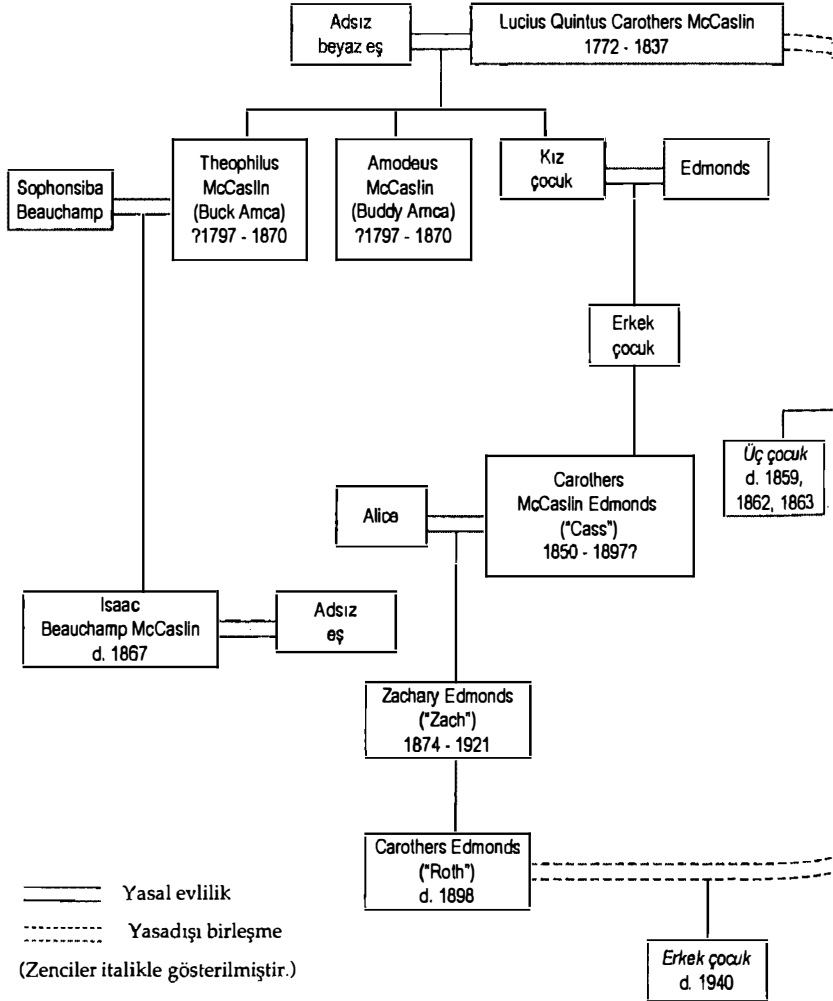 Adsız
beyaz eş
Lucius Quintus Carothers McCaslin
1772 - 1837
Sophonsiba
Beauchamp
Theophilus
McCaslin
(Buck Amca)
?1797 - 1870
Amodeus
McCaslin
(Buddy Amca)
?1797 - 1870
Kız
çocuk
Edmonds
Erkek
çocuk
Üç çocuk
d. 1859,
1862, 1863
Alice
Carothers
McCaslin Edmonds
("Cass")
1850 - 1897?
Isaac
Beauchamp McCaslin
d. 1867
Adsız
eş
Zachary Edmonds
("Zach")
1874 - 1921
Carothers Edmonds
("Roth")
d. 1898
Yasal evlilik
Yasadışı birleşme
(Zenciler italikle gösterilmiştir.)
Erkek çocuk
d. 1940